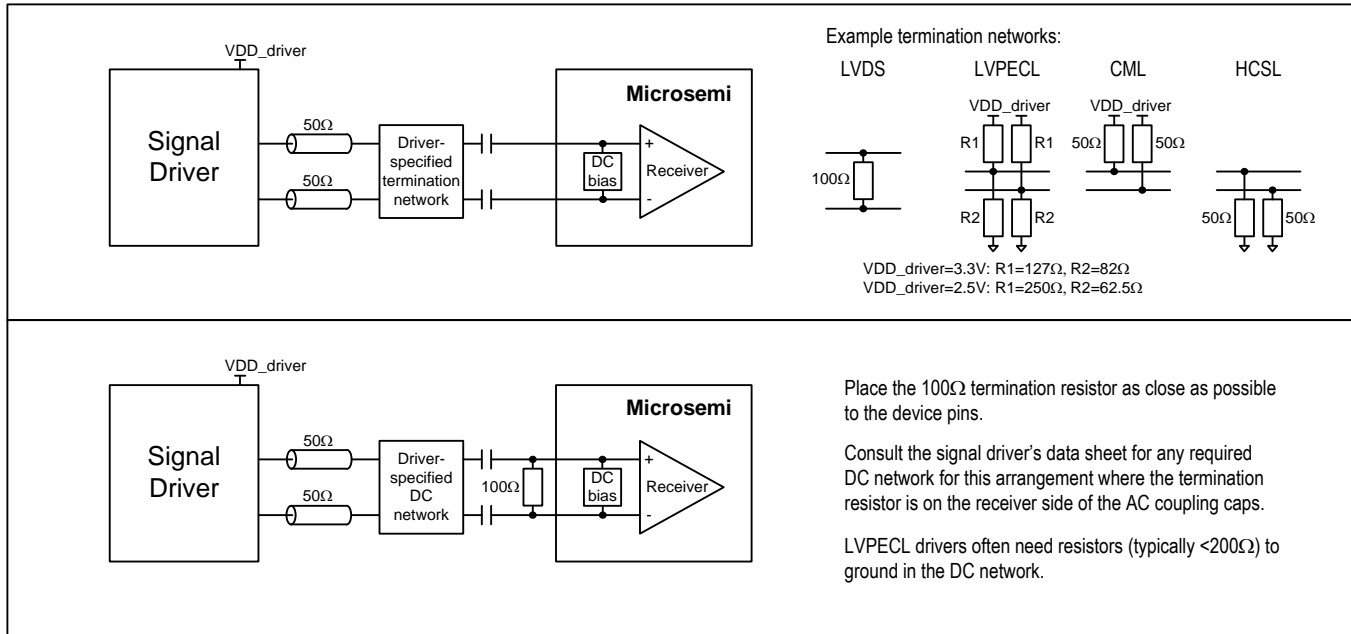 VDD_driver
Signal
Driver
50Ω
50Ω
Driver-
specified
termination
network
Microsemi
+
DC
bias
Receiver
-
Example termination networks:
LVDS
LVPECL
CML
HCSL
100Ω
VDD_driver
R1
R1
R2
R2
VDD_driver
50Ω
50Ω
50Ω
50Ω
VDD_driver=3.3V: R1=127Ω, R2=82Ω
VDD_driver=2.5V: R1=250Ω, R2=62.5Ω
VDD_driver
Signal
Driver
50Ω
50Ω
Driver-
specified
DC
network
100Ω
Microsemi
+
DC
bias
Receiver
-
Place the 100Ω termination resistor as close as possible
to the device pins.
Consult the signal driver’s data sheet for any required
DC network for this arrangement where the termination
resistor is on the receiver side of the AC coupling caps.
LVPECL drivers often need resistors (typically <200Ω) to
ground in the DC network.